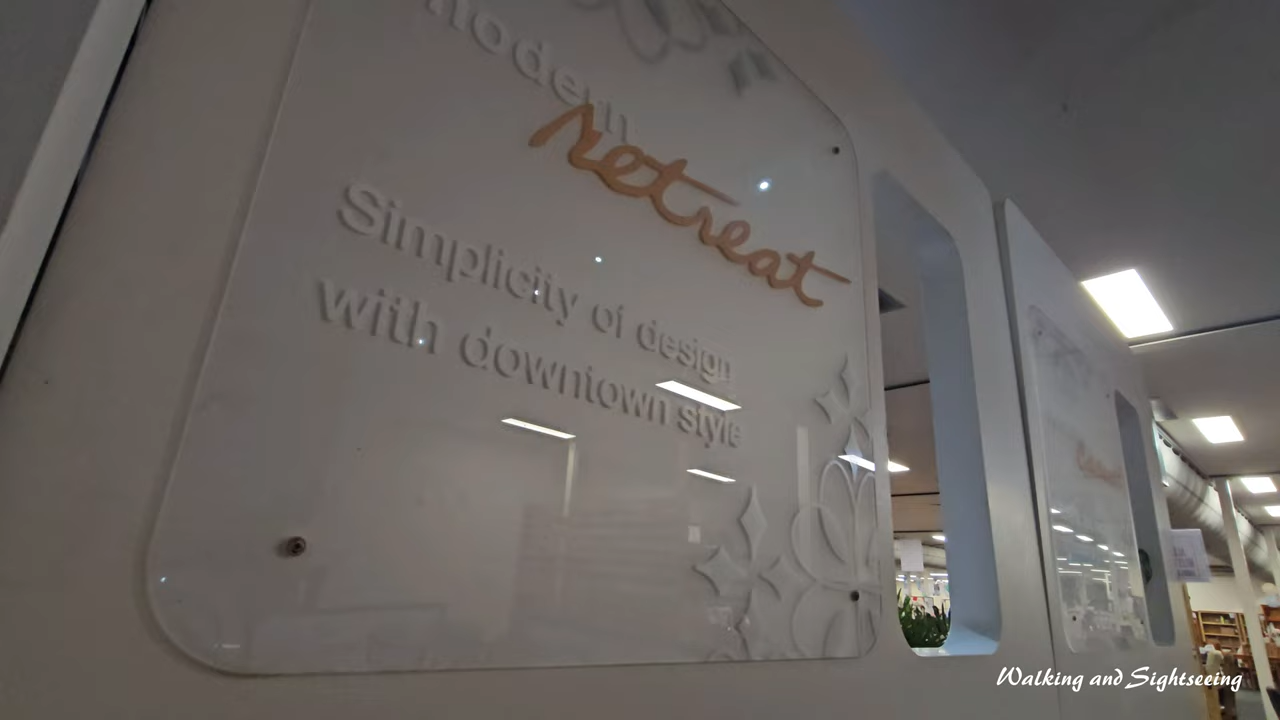 modern
retreat
Simplicity of design
with downtown style
Walking and Sightseeing